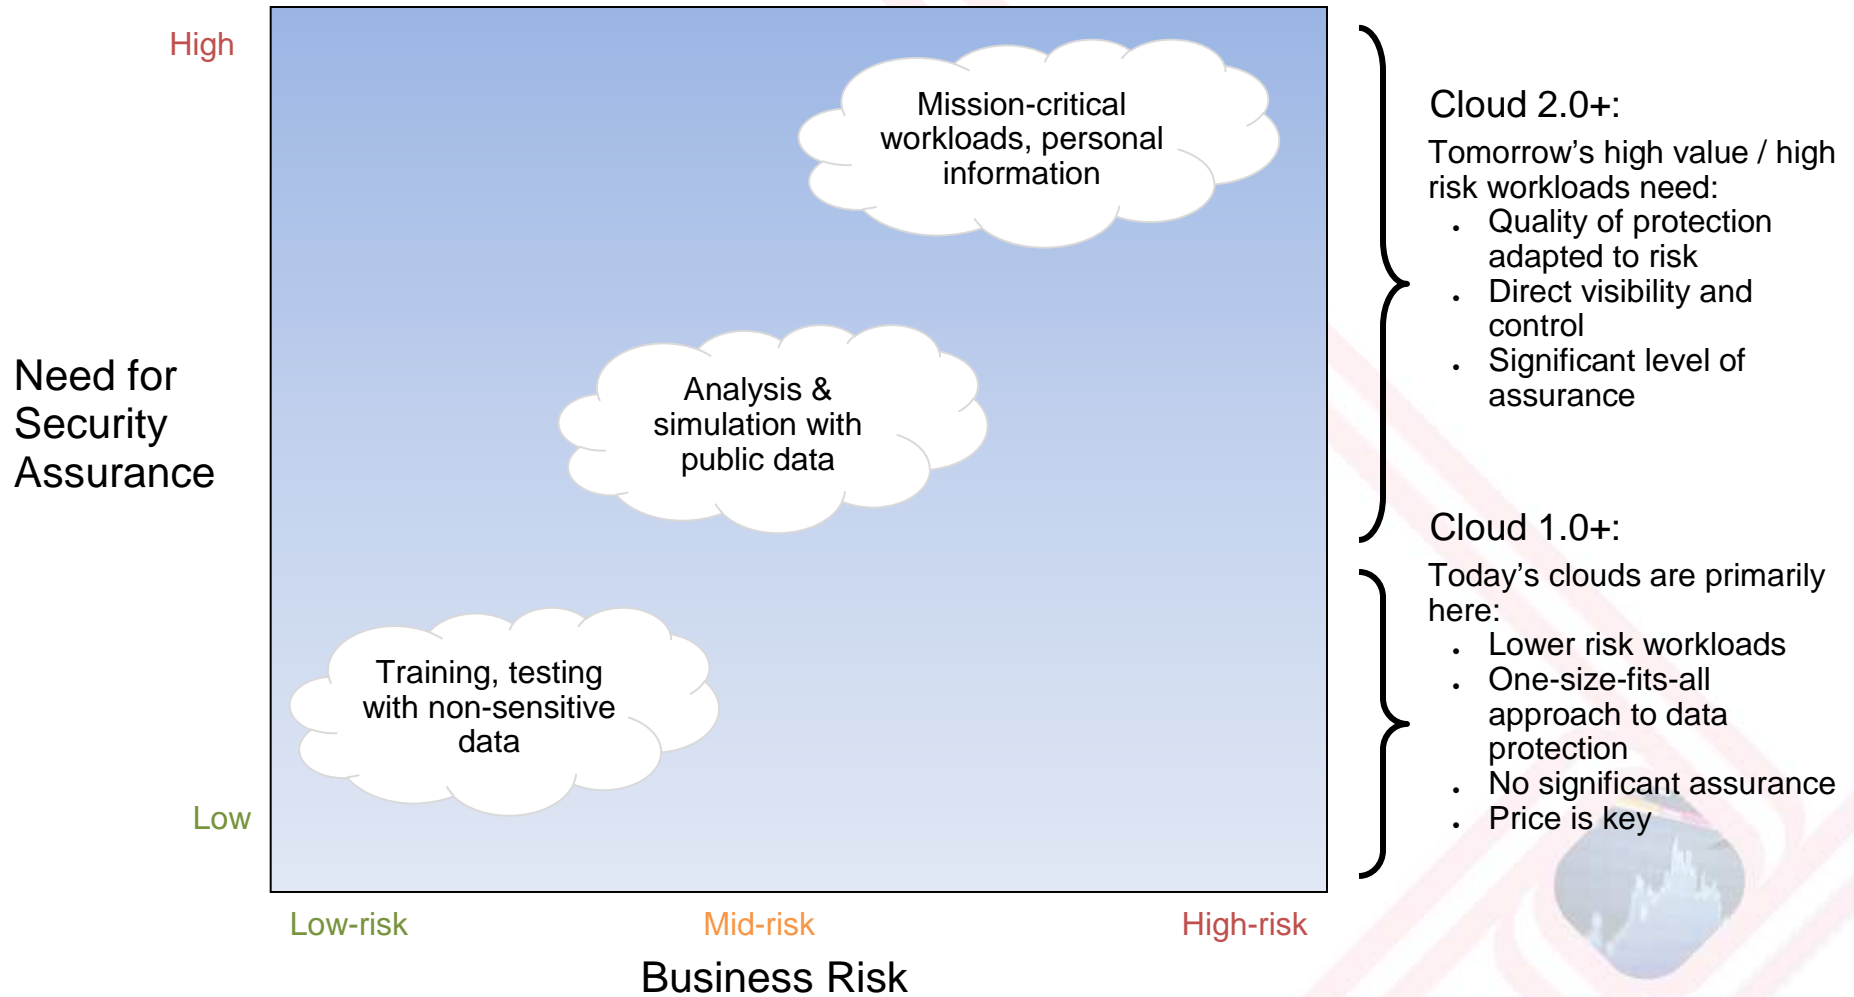 High
Mission-critical
workloads, personal
information
Analysis &
simulation with
public data
Training, testing
with non-sensitive
data
Need for
Security
Assurance
Low
Low-risk
Mid-risk
High-risk
Business Risk
Cloud 2.0+:
Tomorrow’s high value / high
risk workloads need:
• Quality of protection
adapted to risk
• Direct visibility and
control
• Significant level of
assurance
Cloud 1.0+:
Today’s clouds are primarily
here:
• Lower risk workloads
• One-size-fits-all
approach to data
protection
• No significant assurance
• Price is key